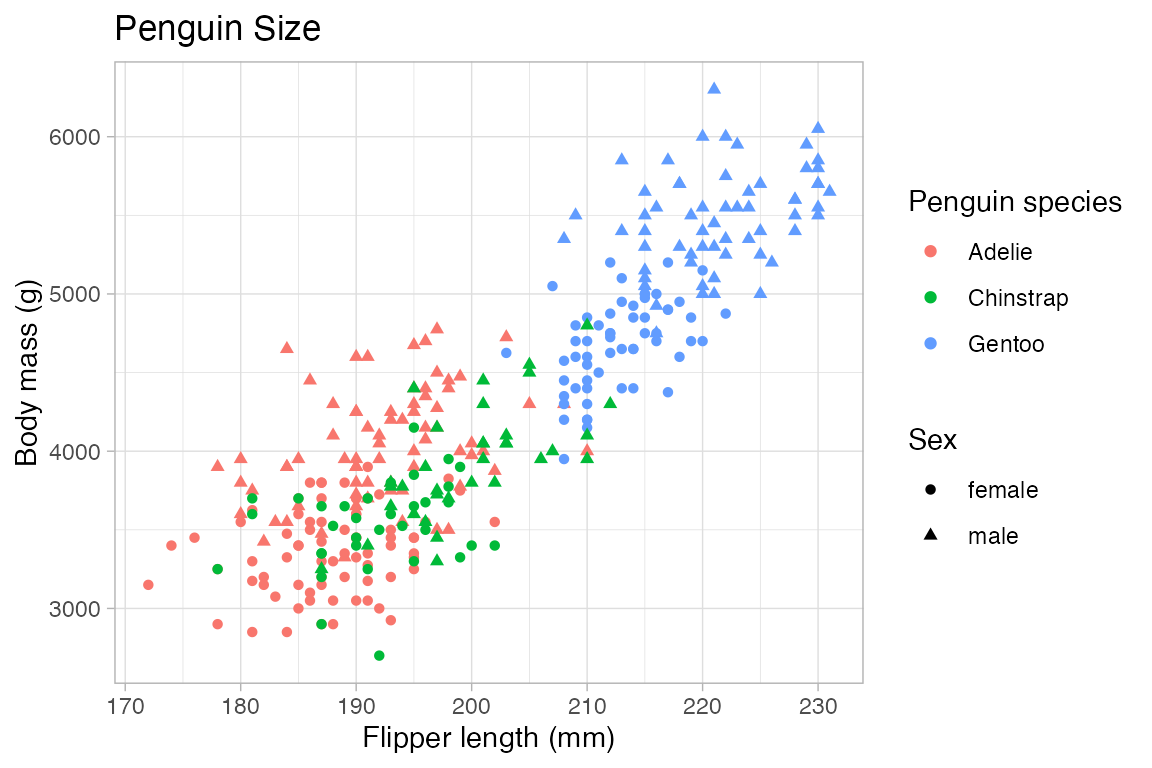 Penguin Size
6000
5000
4000
3000
Body mass (g)
170 180 190 200 210 220 230
Flipper length (mm)
Penguin species
Adelie
Chinstrap
Gentoo
Sex
female
male